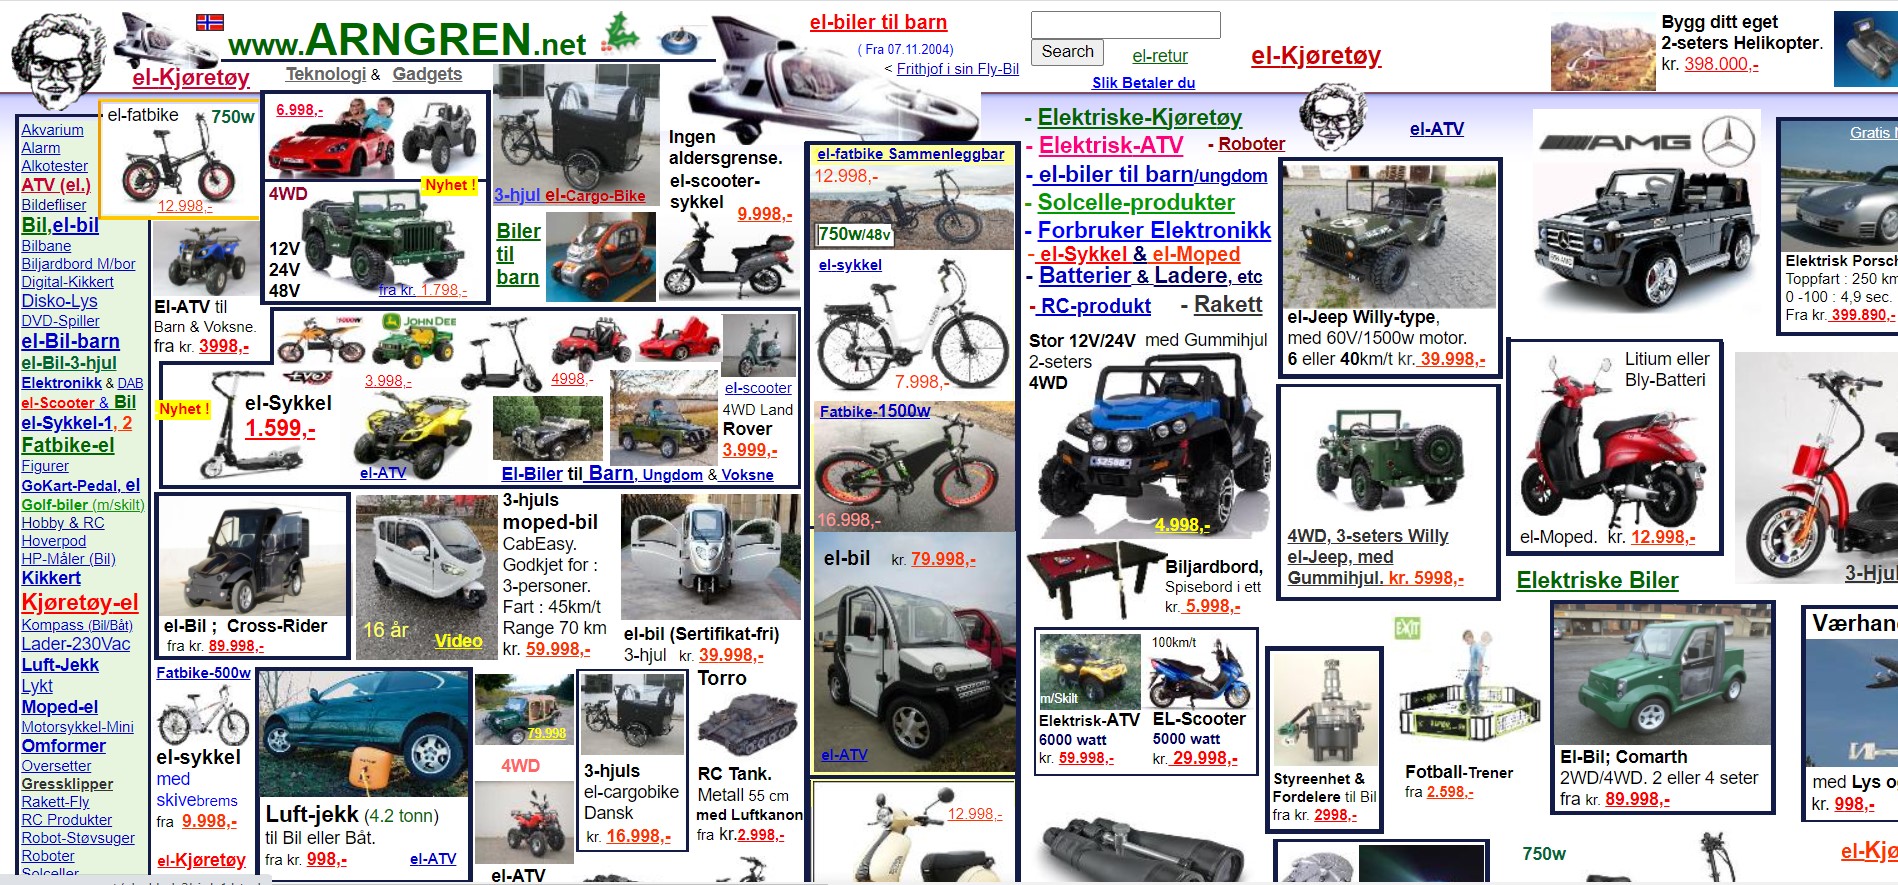 www.ARNGREN.net
el-Kjøretøy
Teknologi & Gadgets
el-biler til barn
( Fra 07.11.2004)
< Frithjof i sin Fly-Bil
Search
el-retur
Slik Betaler du
el-Kjøretøy
Bygg ditt eget
2-seters Helikopter.
kr. 398.000,-
Akvarium
Alarm
Alkotester
ATV (el.)
Bildefliser
Bil,el-bil
Bilbane
Biljardbord M/bor
Digital-Kikkert
Disko-Lys
DVD-Spiller
el-Bil-barn
el-Bil-3-hjul
Elektronikk & DAB
el-Scooter & Bil
el-Sykkel-1, 2
Fatbike-el
Figurer
GoKart-Pedal, el
Golf-biler (m/skilt)
Hobby & RC
Hoverpod
HP-Måler (Bil)
Kikkert
Kjøretøy-el
Kompass (Bil/Båt)
Lader-230Vac
Luft-Jekk
Lykt
Moped-el
Motorsykkel-Mini
Omformer
Oversetter
Gressklipper
Rakett-Fly
RC Produkter
Robot-Støvsuger
Roboter
Solceller
el-fatbike 750w
12.998,-
6.998,-
4WD
Nyhet !
12V
24V
48V
fra kr. 1.798,-
3-hjul el-Cargo-Bike
Biler
til
barn
Ingen
aldersgrense.
el-scooter-
sykkel
9.998,-
El-ATV til
Barn & Voksne.
fra kr. 3998,-
1000W
JOHN DEE
EVO3
3.998,-
4998,-
el-scooter
Nyhet !
el-Sykkel
1.599,-
el-ATV
4WD Land
Rover
3.999,-
El-Biler til Barn, Ungdom & Voksne
el-Bil ; Cross-Rider
fra kr. 89.998,-
16 år
Video
3-hjuls
moped-bil
CabEasy.
Godkjet for :
3-personer.
Fart : 45km/t
Range 70 km
kr. 59.998,-
el-bil (Sertifikat-fri)
3-hjul kr. 39.998,-
Fatbike-500w
el-sykkel
med
skivebrems
fra 9.998,-
el-Kjøretøy
Luft-jekk (4.2 tonn)
til Bil eller Båt.
fra kr. 998,-
el-ATV
79.998
4WD
el-ATV
3-hjuls
el-cargobike
Dansk
kr. 16.998,-
Torro
RC Tank.
Metall 55 cm
med Luftkanon
fra kr.2.998,-
el-fatbike Sammenleggbar
12.998,-
750w/48v
el-sykkel
7.998,-
Fatbike-1500w
16.998,-
el-bil kr. 79.998,-
el-ATV
12.998,-
- Elektriske-Kjøretøy
- Elektrisk-ATV
- Roboter
- el-biler til barn/ungdom
- Solcelle-produkter
- Forbruker Elektronikk
- el-Sykkel & el-Moped
- Batterier & Ladere, etc
- RC-produkt
- Rakett
el-ATV
Stor 12V/24V med Gummihjul
2-seters
4WD
4.998,-
Biljardbord,
Spisebord i ett
kr. 5.998,-
m/Skilt
Elektrisk-ATV
6000 watt
kr. 59.998,-
100km/t
EL-Scooter
5000 watt
kr. 29.998,-
el-Jeep Willy-type,
med 60V/1500w motor.
6 eller 40km/t kr. 39.998,-
4WD, 3-seters Willy
el-Jeep, med
Gummihjul. kr. 5998,-
Styreenhet &
Fordelere til Bil
fra kr. 2998,-
EXIT
Fotball-Trener
fra 2.598,-
AMG
Litium eller
Bly-Batteri
el-Moped. kr. 12.998,-
Elektriske Biler
El-Bil; Comarth
2WD/4WD. 2 eller 4 seter
fra kr. 89.998,-
750w
Gratis
Elektrisk Porsch
Toppfart : 250 km
0 -100 : 4,9 sec.
Fra kr. 399.890,-
3-Hjul
Værhan
med Lys o
kr. 998,-
el-Kjø